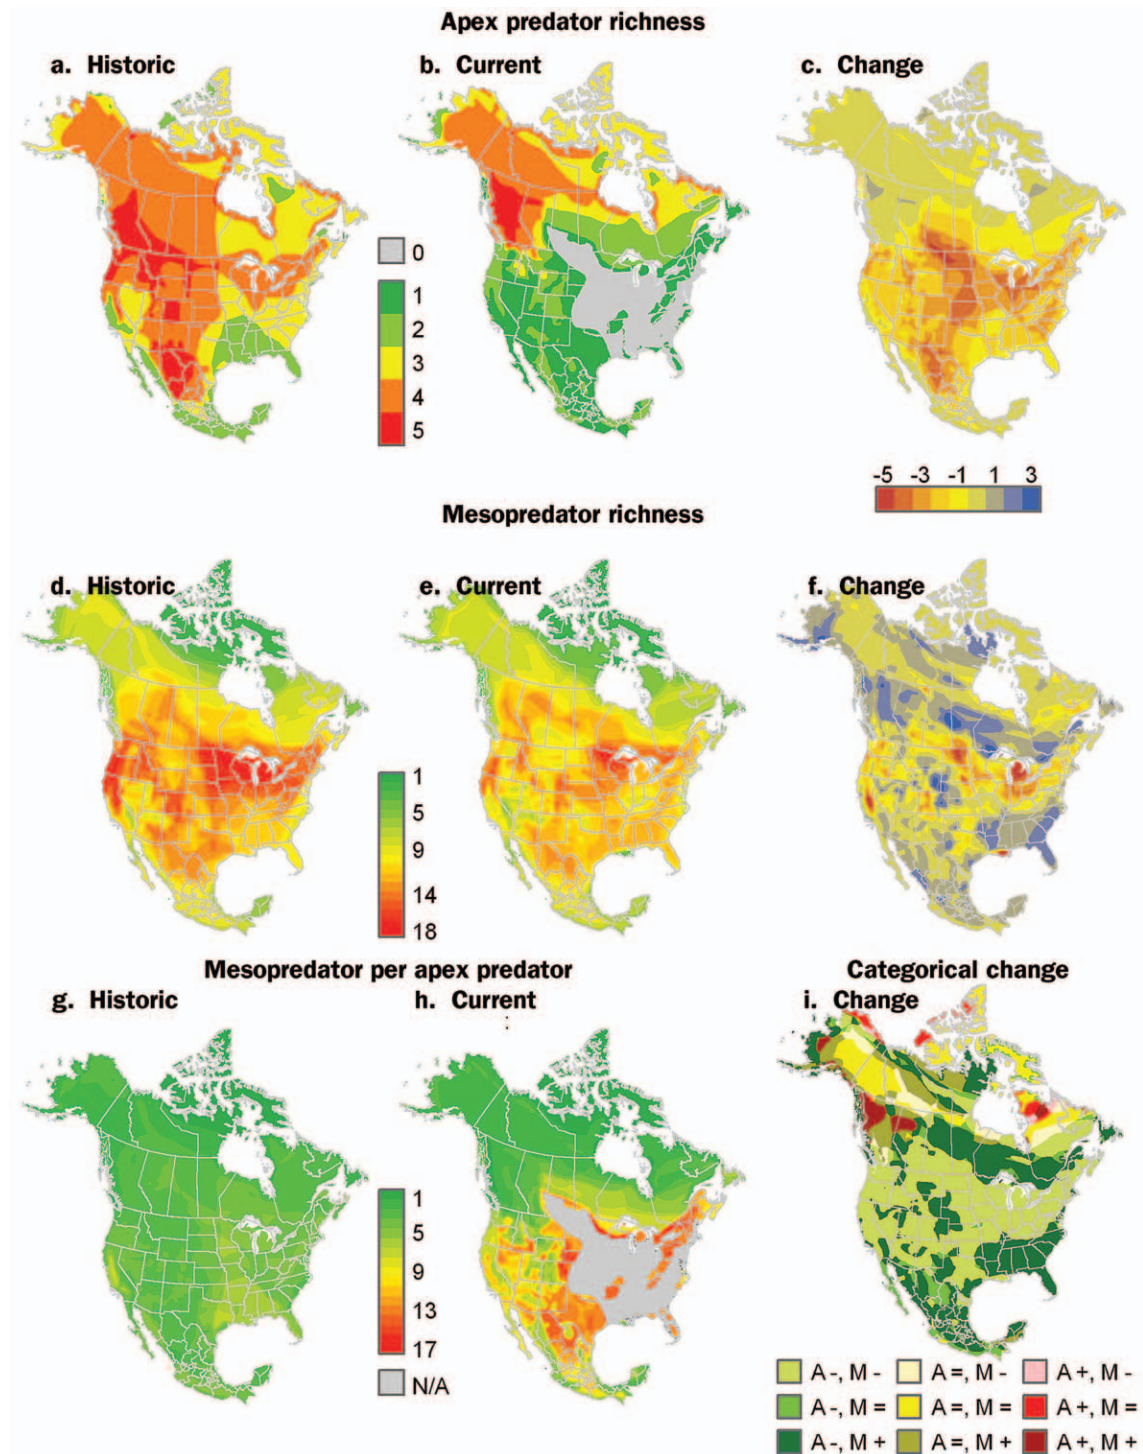 Apex predator richness
a. Historic
b. Current
c. Change
0
1
2
3
4
5
-5 -3 -1 1 3
Mesopredator richness
d. Historic
e. Current
f. Change
1
5
9
14
18
Mesopredator per apex predator
Categorical change
g. Historic
h. Current
i. Change
1
5
9
13
17
N/A
A-, M- A=, M- A+, M-
A-, M= A=, M= A+, M=
A-, M+ A=, M+ A+, M+